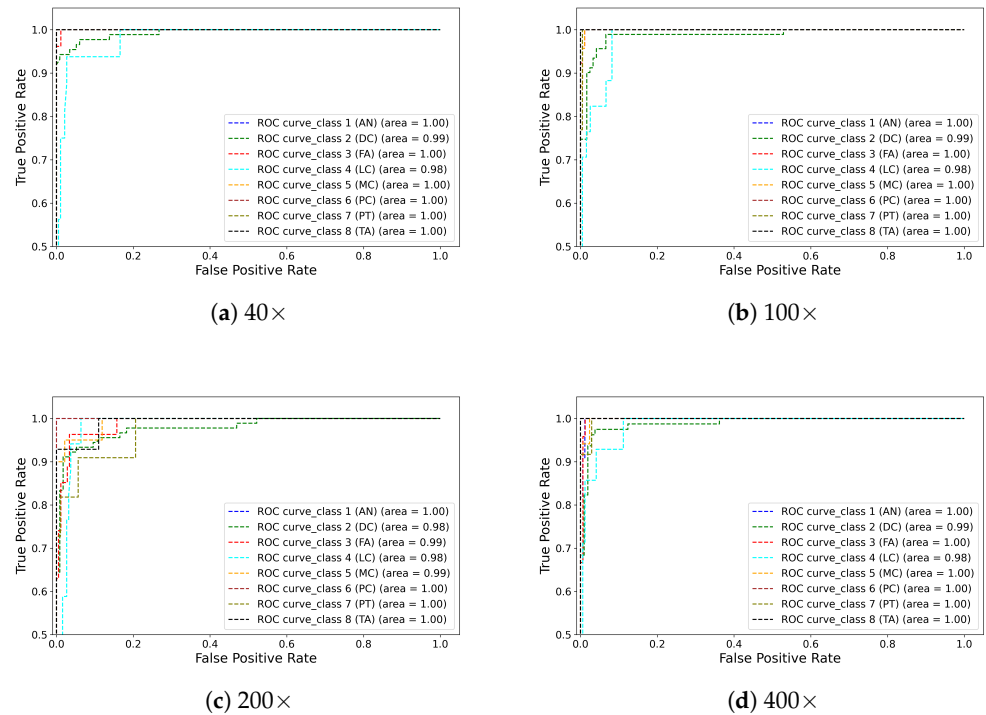 1.0
0.9
0.8
0.7
0.6
0.5
True Positive Rate
ROC curve_class 1 (AN) (area = 1.00)
ROC curve_class 2 (DC) (area = 0.99)
ROC curve_class 3 (FA) (area = 1.00)
ROC curve_class 4 (LC) (area = 0.98)
ROC curve_class 5 (MC) (area = 1.00)
ROC curve_class 6 (PC) (area = 1.00)
ROC curve_class 7 (PT) (area = 1.00)
ROC curve_class 8 (TA) (area = 1.00)
0.0 0.2 0.4 0.6 0.8 1.0
False Positive Rate
(a) 40×
1.0
0.9
0.8
0.7
0.6
0.5
True Positive Rate
ROC curve_class 1 (AN) (area = 1.00)
ROC curve_class 2 (DC) (area = 0.99)
ROC curve_class 3 (FA) (area = 1.00)
ROC curve_class 4 (LC) (area = 0.98)
ROC curve_class 5 (MC) (area = 1.00)
ROC curve_class 6 (PC) (area = 1.00)
ROC curve_class 7 (PT) (area = 1.00)
ROC curve_class 8 (TA) (area = 1.00)
0.0 0.2 0.4 0.6 0.8 1.0
False Positive Rate
(b) 100×
1.0
0.9
0.8
0.7
0.6
0.5
True Positive Rate
ROC curve_class 1 (AN) (area = 1.00)
ROC curve_class 2 (DC) (area = 0.98)
ROC curve_class 3 (FA) (area = 0.99)
ROC curve_class 4 (LC) (area = 0.98)
ROC curve_class 5 (MC) (area = 0.99)
ROC curve_class 6 (PC) (area = 1.00)
ROC curve_class 7 (PT) (area = 1.00)
ROC curve_class 8 (TA) (area = 1.00)
0.0 0.2 0.4 0.6 0.8 1.0
False Positive Rate
(c) 200×
1.0
0.9
0.8
0.7
0.6
0.5
True Positive Rate
ROC curve_class 1 (AN) (area = 1.00)
ROC curve_class 2 (DC) (area = 0.99)
ROC curve_class 3 (FA) (area = 1.00)
ROC curve_class 4 (LC) (area = 0.98)
ROC curve_class 5 (MC) (area = 1.00)
ROC curve_class 6 (PC) (area = 1.00)
ROC curve_class 7 (PT) (area = 1.00)
ROC curve_class 8 (TA) (area = 1.00)
0.0 0.2 0.4 0.6 0.8 1.0
False Positive Rate
(d) 400×